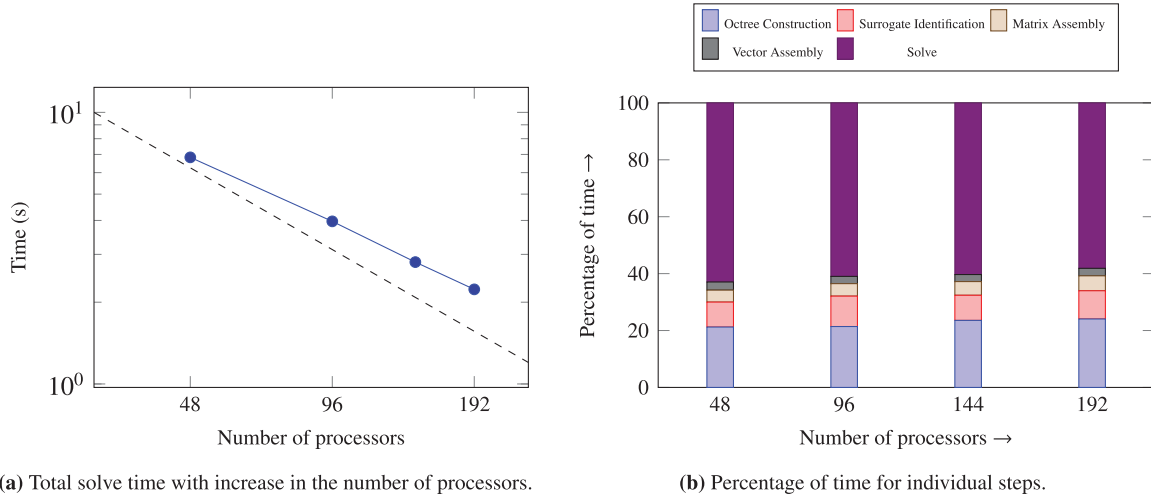 Octree Construction Surrogate Identification Matrix Assembly
Vector Assembly Solve
10^1
10^0
Time (s)
48 96 192
Number of processors
(a) Total solve time with increase in the number of processors.
100
80
60
40
20
0
Percentage of time →
48 96 144 192
Number of processors →
(b) Percentage of time for individual steps.